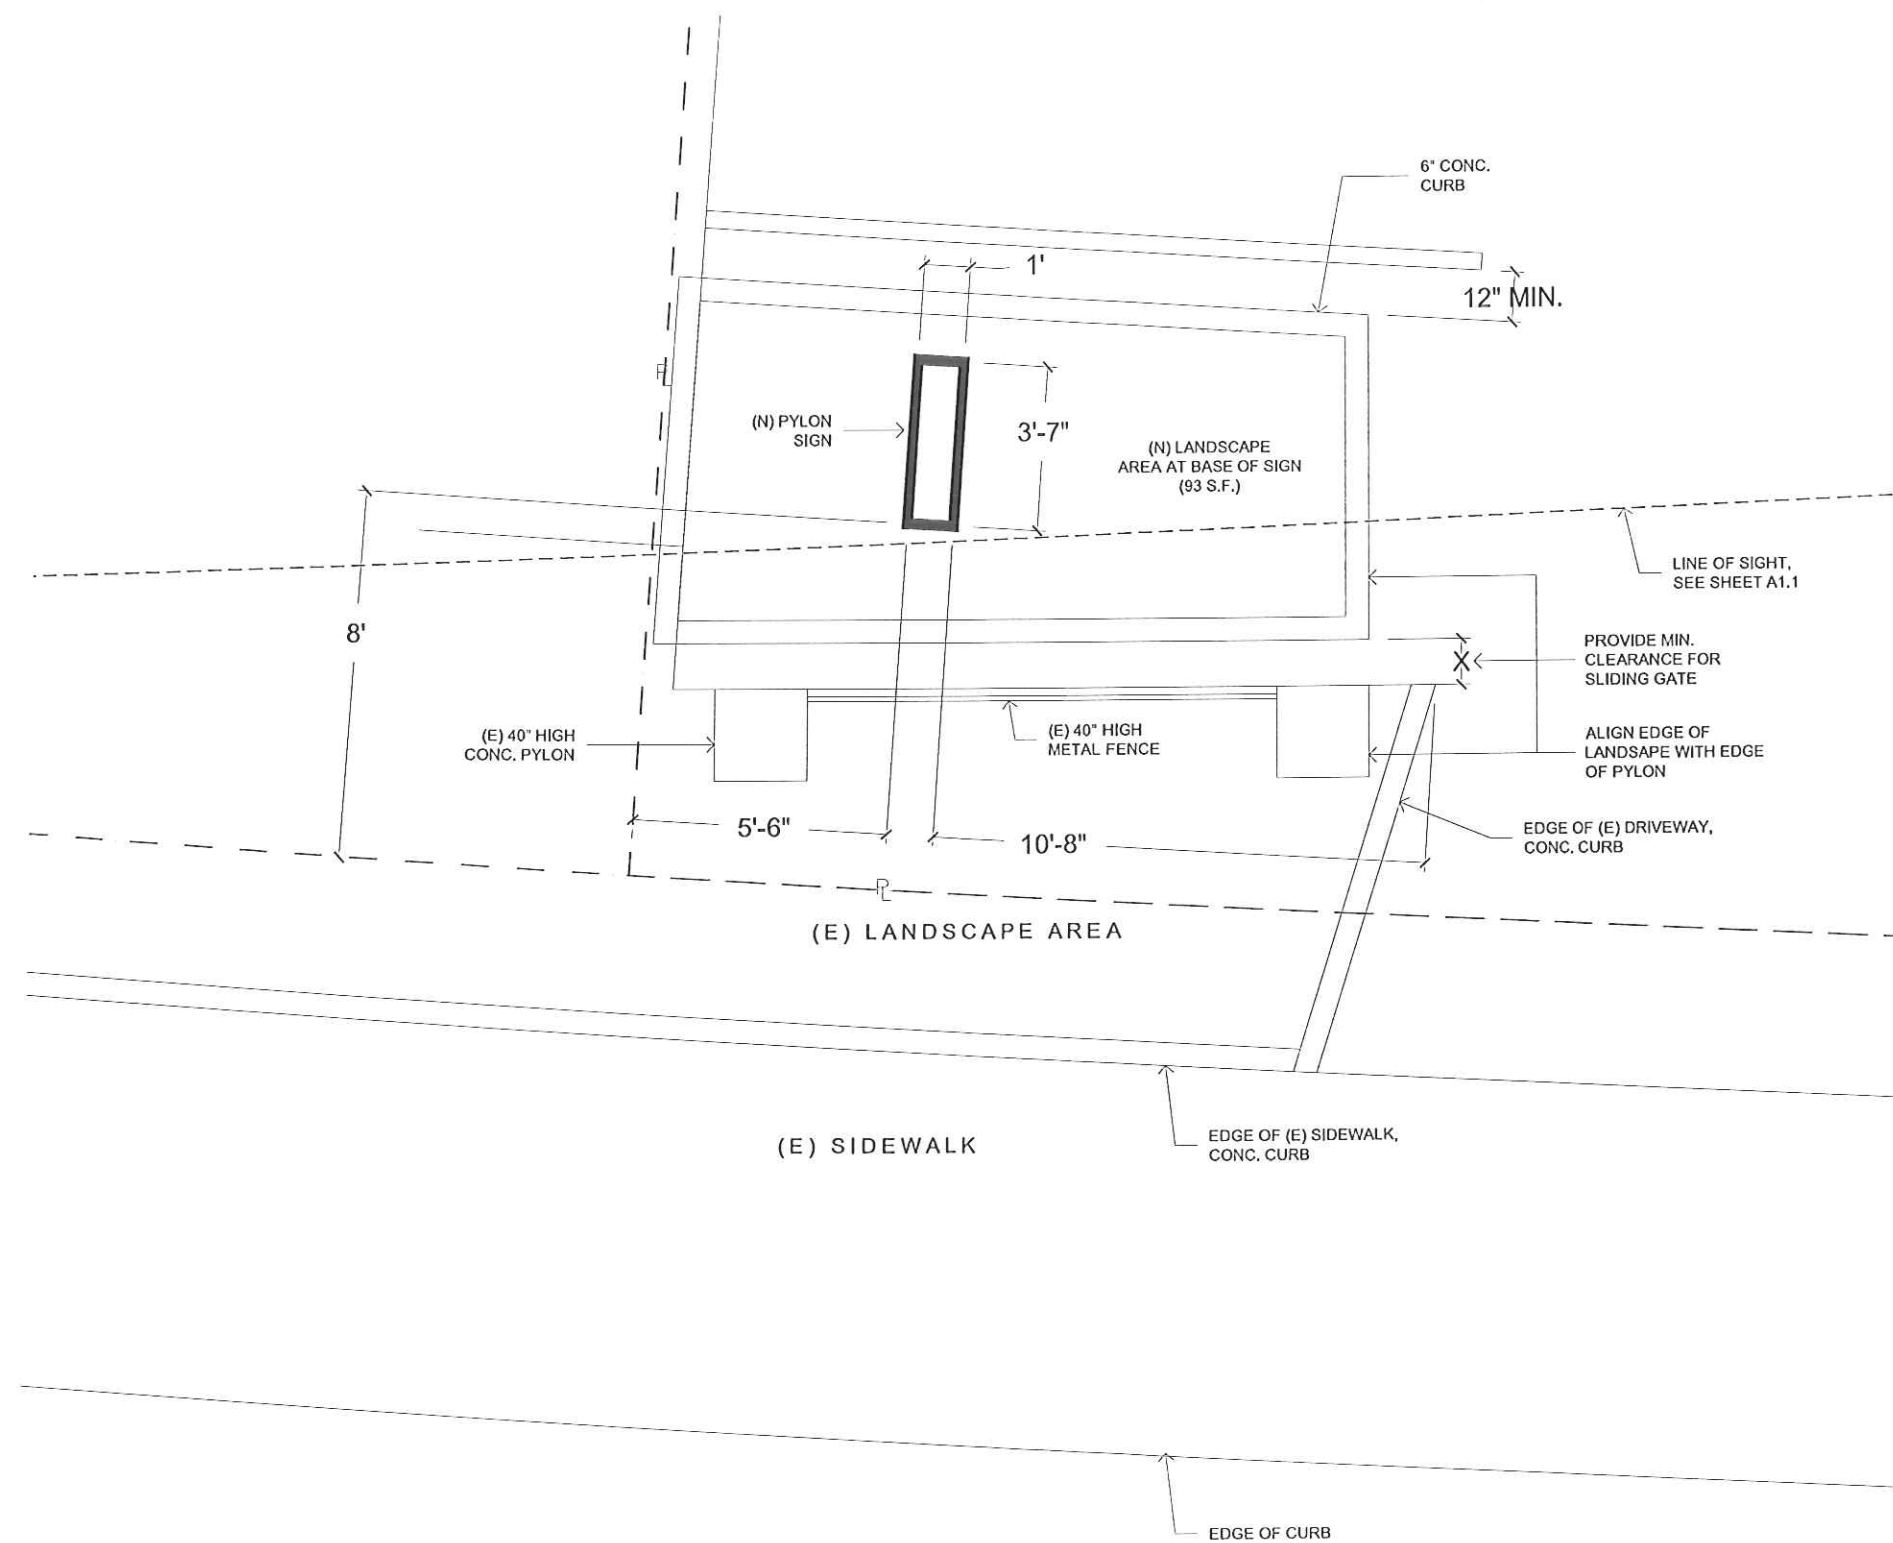 6" CONC.
CURB
1'
12" MIN.
PL
(N) PYLON
SIGN
3'-7"
(N) LANDSCAPE
AREA AT BASE OF SIGN
(93 S.F.)
LINE OF SIGHT,
SEE SHEET A1.1
8'
PROVIDE MIN.
CLEARANCE FOR
SLIDING GATE
X
(E) 40" HIGH
CONC. PYLON
(E) 40" HIGH
METAL FENCE
ALIGN EDGE OF
LANDSAPE WITH EDGE
OF PYLON
5'-6"
10'-8"
EDGE OF (E) DRIVEWAY,
CONC. CURB
PL
(E) LANDSCAPE AREA
(E) SIDEWALK
EDGE OF (E) SIDEWALK,
CONC. CURB
EDGE OF CURB